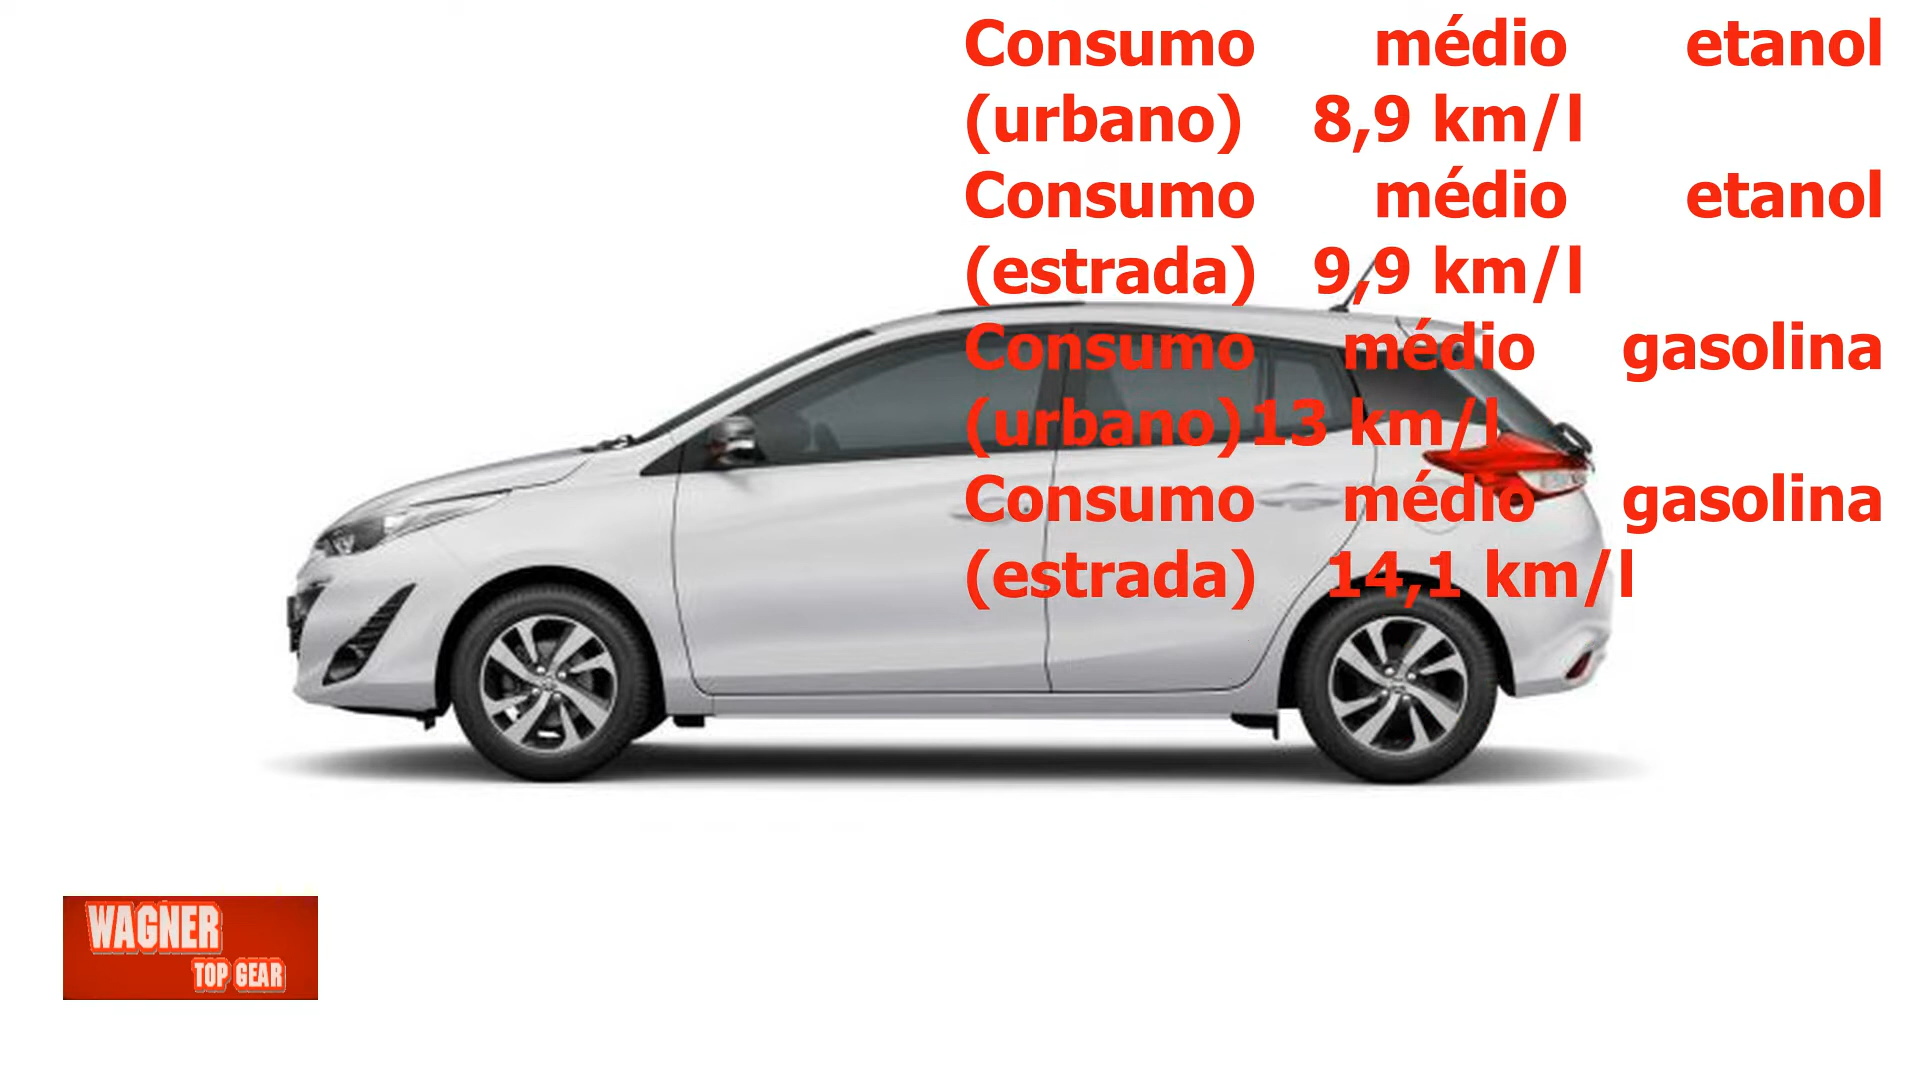 Consumo médio etanol
(urbano) 8,9 km/l
Consumo médio etanol
(estrada) 9,9 km/l
Consumo médio gasolina
(urbano)13 km/l
Consumo médio gasolina
(estrada) 14,1 km/l
WAGNER
TOP GEAR